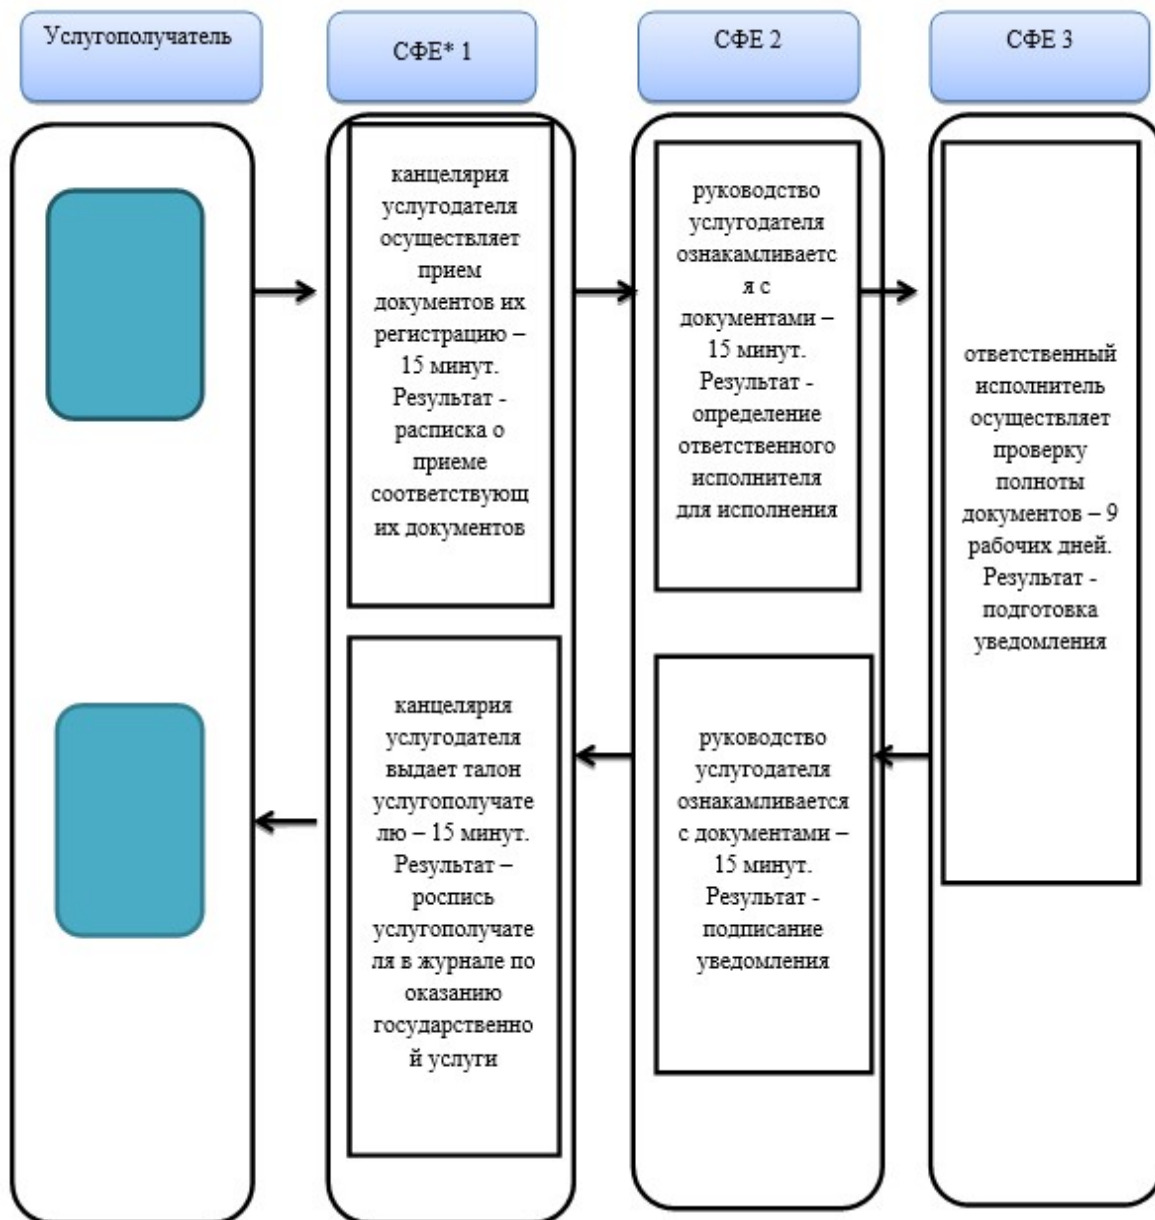 Услугополучатель
СФЕ* 1
СФЕ 2
СФЕ 3
канцелярия
услугодателя
осуществляет
прием
документов их
регистрацию –
15 минут.
Результат -
расписка о
приеме
соответствующ
их документов
руководство
услугодателя
ознакамливаетс
я с
документами –
15 минут.
Результат -
определение
ответственного
исполнителя
для исполнения
ответственный
исполнитель
осуществляет
проверку
полноты
документов – 9
рабочих дней.
Результат -
подготовка
уведомления
канцелярия
услугодателя
выдает талон
услугополучате
лю – 15 минут.
Результат –
роспись
услугополучате
ля в журнале по
оказанию
государственно
й услуги
руководство
услугодателя
ознакамливается
с документами –
15 минут.
Результат -
подписание
уведомления